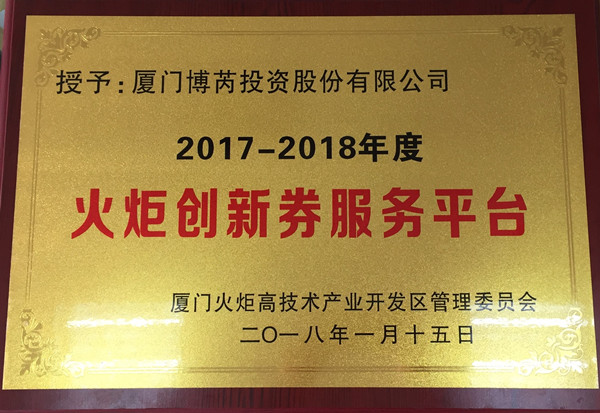 授予：厦门博芮投资股份有限公司
2017-2018年度
火炬创新券服务平台
厦门火炬高技术产业开发区管理委员会
二〇一八年一月十五日